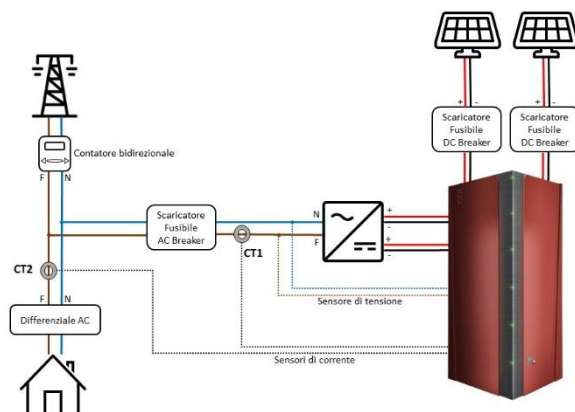 + -
+ -
Scaricatore
Fusibile
DC Breaker
Scaricatore
Fusibile
DC Breaker
Contatore bidirezionale
F N
Scaricatore
Fusibile
AC Breaker
N
F
+
-
+
-
CT1
CT2
Sensore di tensione
F N
Differenziale AC
Sensori di corrente